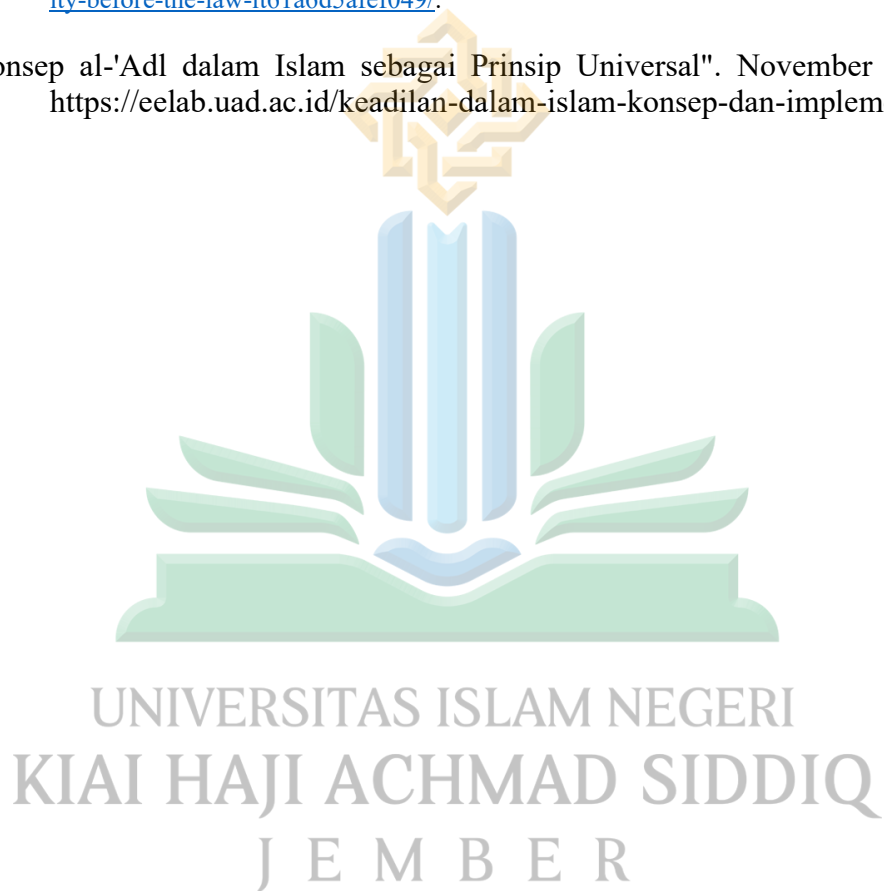 ity-before-the-law-lt61a6d5afef049/.
onsep al-'Adl dalam Islam sebagai Prinsip Universal". November
https://eelab.uad.ac.id/keadilan-dalam-islam-konsep-dan-implem
UNIVERSITAS ISLAM NEGERI
KIAI HAJI ACHMAD SIDDIQ
J E M B E R